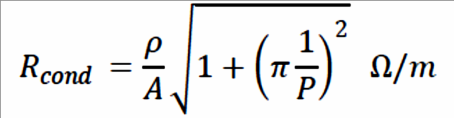 R_cond = ρ/A √(1 + (π 1/P)²) Ω/m